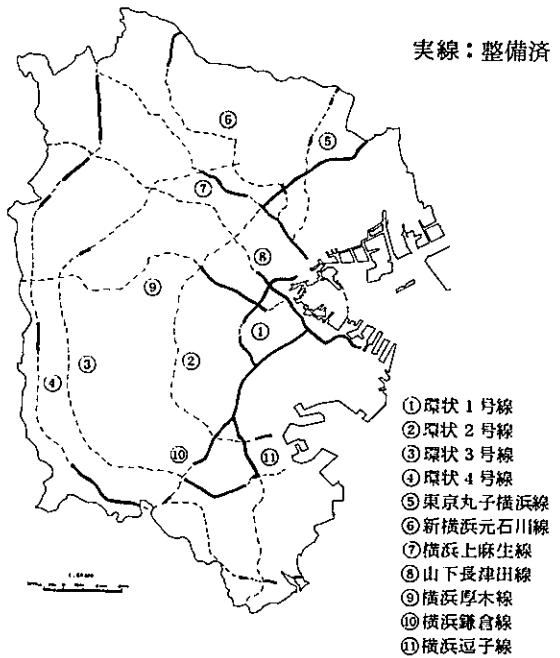 実線：整備済
⑥
⑤
⑦
⑧
⑨
①
②
③
④
⑩
⑪
①環状1号線
②環状2号線
③環状3号線
④環状4号線
⑤東京丸子横浜線
⑥新横浜元石川線
⑦横浜上麻生線
⑧山下長津田線
⑨横浜厚木線
⑩横浜鎌倉線
⑪横浜逗子線